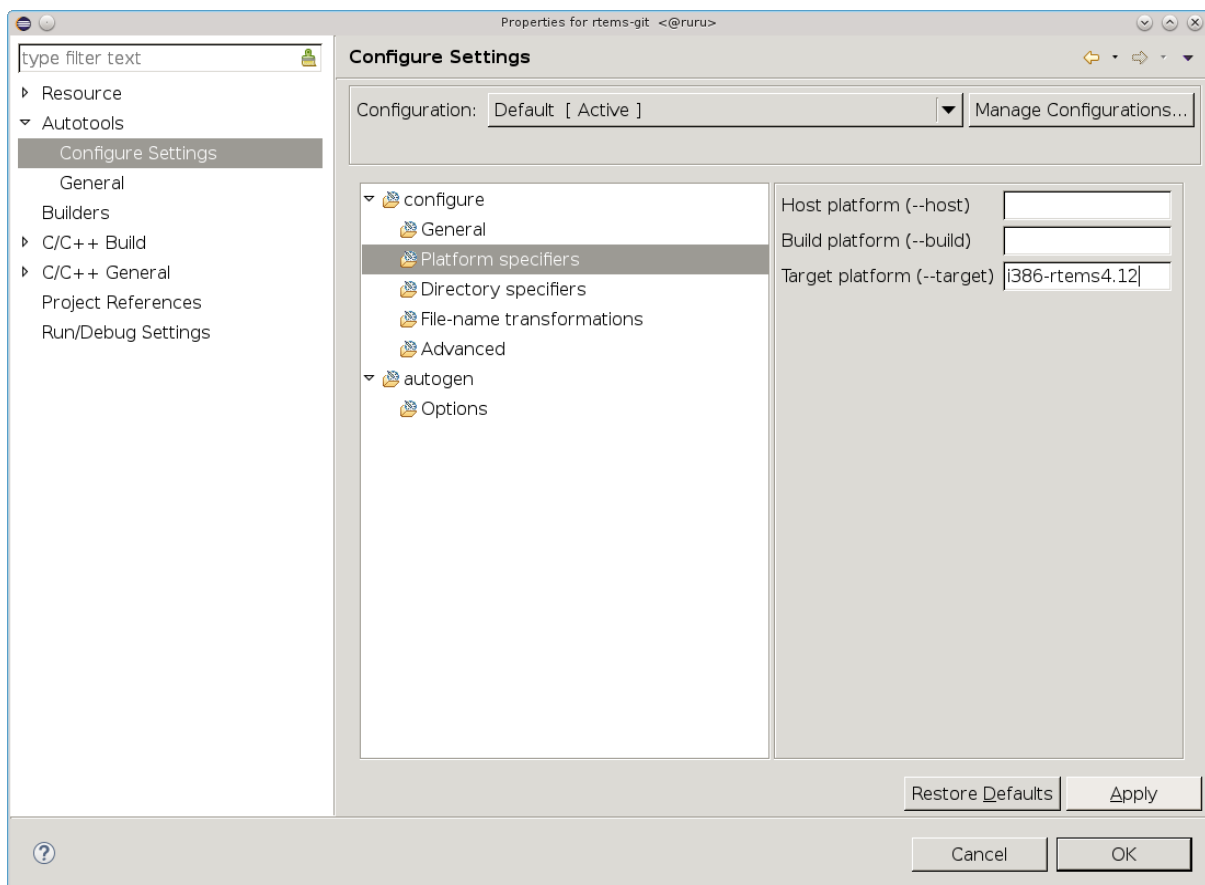 Properties for rtems-git <@ruru>
type filter text
Resource
Autotools
Configure Settings
General
Builders
C/C++ Build
C/C++ General
Project References
Run/Debug Settings
Configure Settings
Configuration: Default [ Active ] Manage Configurations...
configure
General
Platform specifiers
Directory specifiers
File-name transformations
Advanced
autogen
Options
Host platform (--host)
Build platform (--build)
Target platform (--target) i386-rtems4.12
Restore Defaults Apply
? Cancel OK